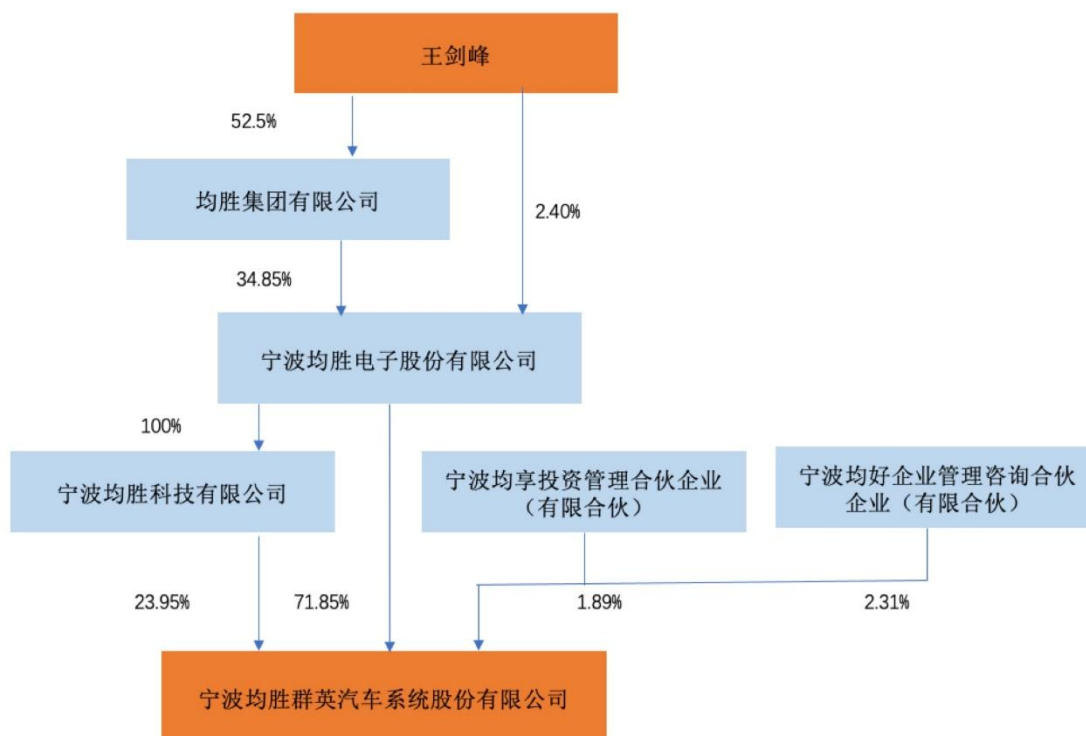 王剑峰
52.5%
均胜集团有限公司
2.40%
34.85%
宁波均胜电子股份有限公司
100%
宁波均胜科技有限公司
宁波均享投资管理合伙企业
（有限合伙）
宁波均好企业管理咨询合伙
企业（有限合伙）
23.95%
71.85%
1.89%
2.31%
宁波均胜群英汽车系统股份有限公司